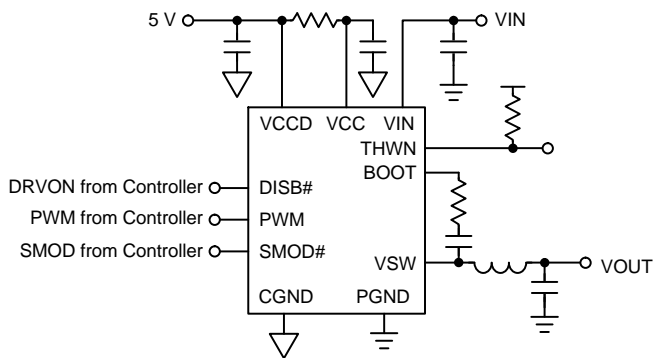 5 V
VIN
VCCD
VCC
VIN
THWN
BOOT
DRVON from Controller
DISB#
PWM from Controller
PWM
SMOD from Controller
SMOD#
VSW
VOUT
CGND
PGND